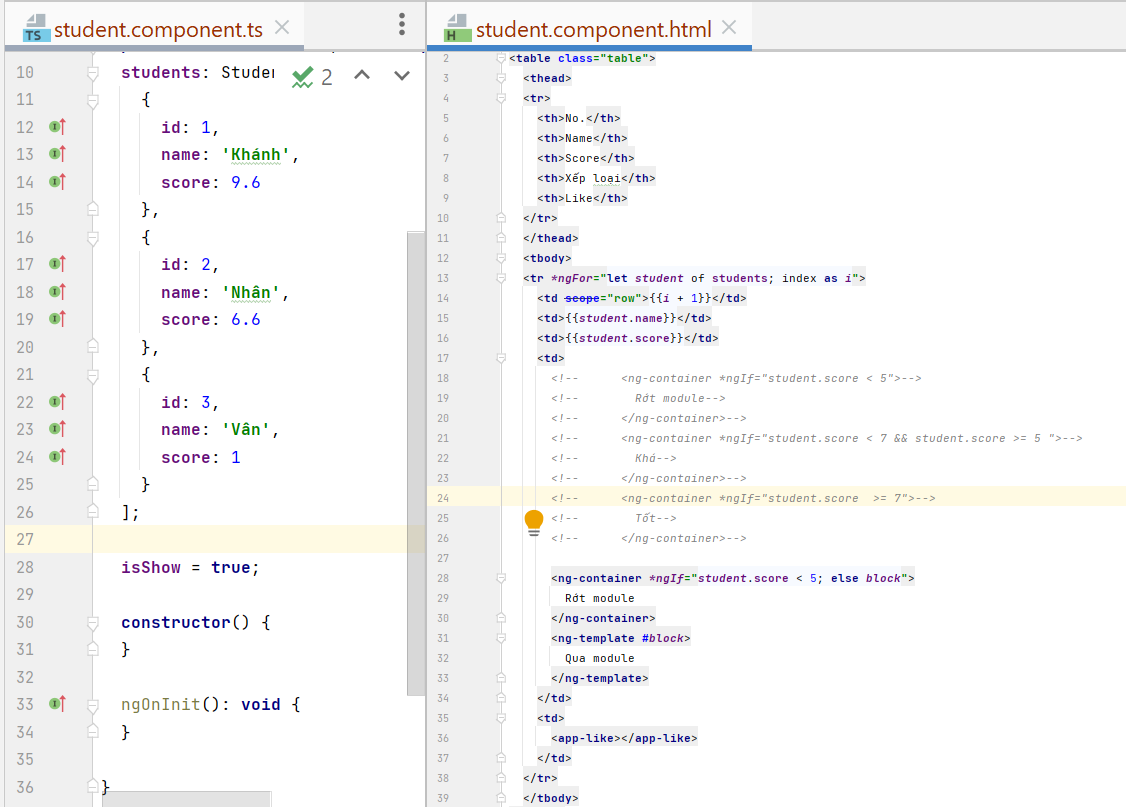 student.component.ts
10 students: Studen 2
11 {
12 id: 1,
13 name: 'Khánh',
14 score: 9.6
15 },
16 {
17 id: 2,
18 name: 'Nhân',
19 score: 6.6
20 },
21 {
22 id: 3,
23 name: 'Vân',
24 score: 1
25 }
26 ];
27
28 isShow = true;
29
30 constructor() {
31 }
32
33 ngOnInit(): void {
34 }
35
36 }
student.component.html
2 <table class="table">
3 <thead>
4 <tr>
5 <th>No.</th>
6 <th>Name</th>
7 <th>Score</th>
8 <th>Xếp loại</th>
9 <th>Like</th>
10 </tr>
11 </thead>
12 <tbody>
13 <tr *ngFor="let student of students; index as i">
14 <td scope="row">{{i + 1}}</td>
15 <td>{{student.name}}</td>
16 <td>{{student.score}}</td>
17 <td>
18 <!-- <ng-container *ngIf="student.score < 5">-->
19 <!-- Rớt module-->
20 <!-- </ng-container>-->
21 <!-- <ng-container *ngIf="student.score < 7 && student.score >= 5 ">-->
22 <!-- Khá-->
23 <!-- </ng-container>-->
24 <!-- <ng-container *ngIf="student.score  >= 7">-->
25 <!-- Tốt-->
26 <!-- </ng-container>-->
27
28 <ng-container *ngIf="student.score < 5; else block">
29 Rớt module
30 </ng-container>
31 <ng-template #block>
32 Qua module
33 </ng-template>
34 </td>
35 <td>
36 <app-like></app-like>
37 </td>
38 </tr>
39 </tbody>